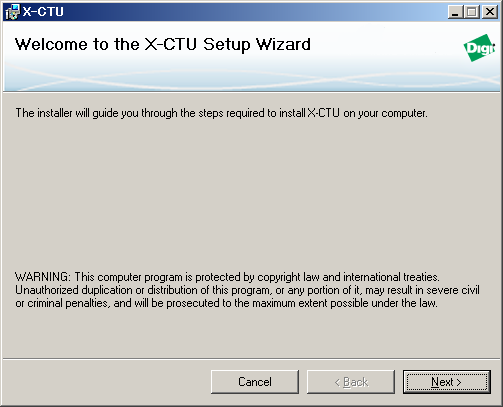 X-CTU
Welcome to the X-CTU Setup Wizard
Digi
The installer will guide you through the steps required to install X-CTU on your computer.
WARNING: This computer program is protected by copyright law and international treaties.
Unauthorized duplication or distribution of this program, or any portion of it, may result in severe civil
or criminal penalties, and will be prosecuted to the maximum extent possible under the law.
Cancel
< Back
Next >